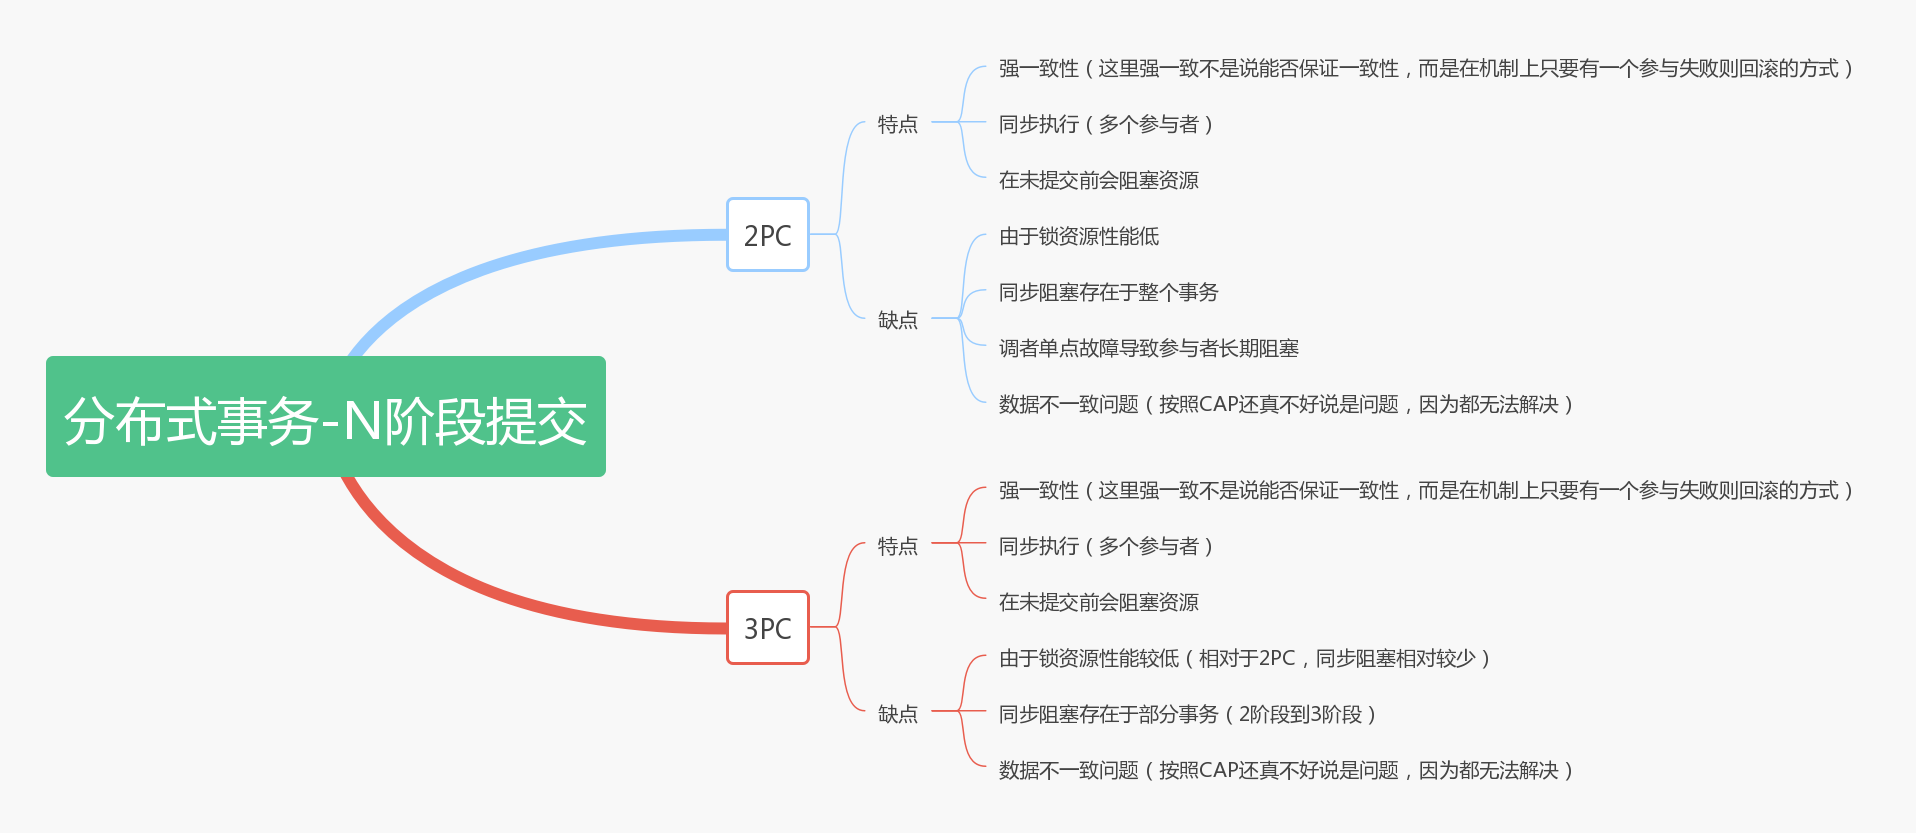 分布式事务-N阶段提交
2PC
特点
强一致性（这里强一致不是说能否保证一致性，而是在机制上只要有一个参与失败则回滚的方式）
同步执行（多个参与者）
在未提交前会阻塞资源
缺点
由于锁资源性能低
同步阻塞存在于整个事务
调者单点故障导致参与者长期阻塞
数据不一致问题（按照CAP还真不好说是问题，因为都无法解决）
3PC
特点
强一致性（这里强一致不是说能否保证一致性，而是在机制上只要有一个参与失败则回滚的方式）
同步执行（多个参与者）
在未提交前会阻塞资源
缺点
由于锁资源性能较低（相对于2PC，同步阻塞相对较少）
同步阻塞存在于部分事务（2阶段到3阶段）
数据不一致问题（按照CAP还真不好说是问题，因为都无法解决）